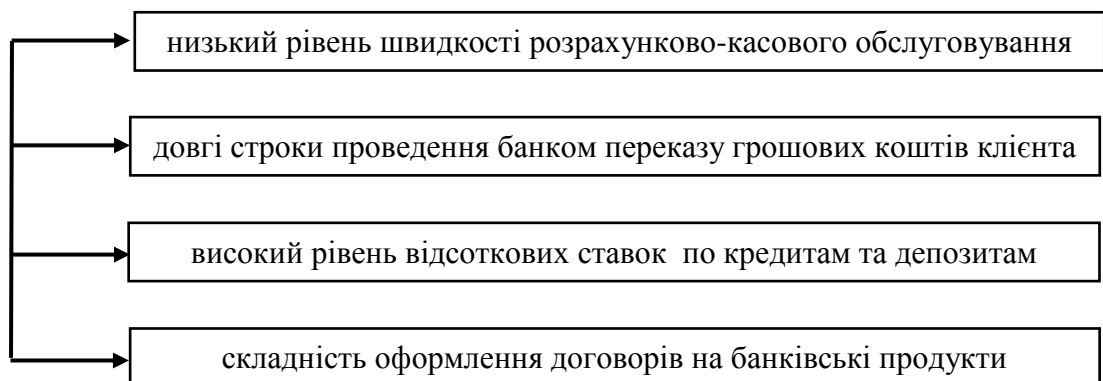 низький рівень швидкості розрахунково-касового обслуговування
довгі строки проведення банком переказу грошових коштів клієнта
високий рівень відсоткових ставок  по кредитам та депозитам
складність оформлення договорів на банківські продукти